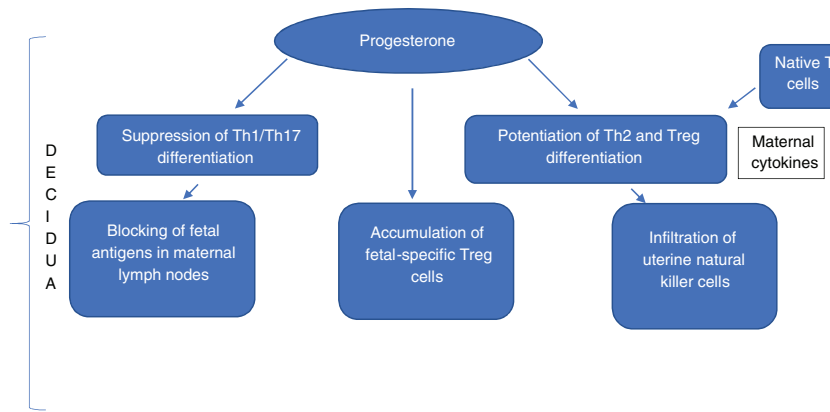 Progesterone
Native T
cells
Suppression of Th1/Th17
differentiation
Potentiation of Th2 and Treg
differentiation
Maternal
cytokines
DECIDUA
Blocking of fetal
antigens in maternal
lymph nodes
Accumulation of
fetal-specific Treg
cells
Infiltration of
uterine natural
killer cells